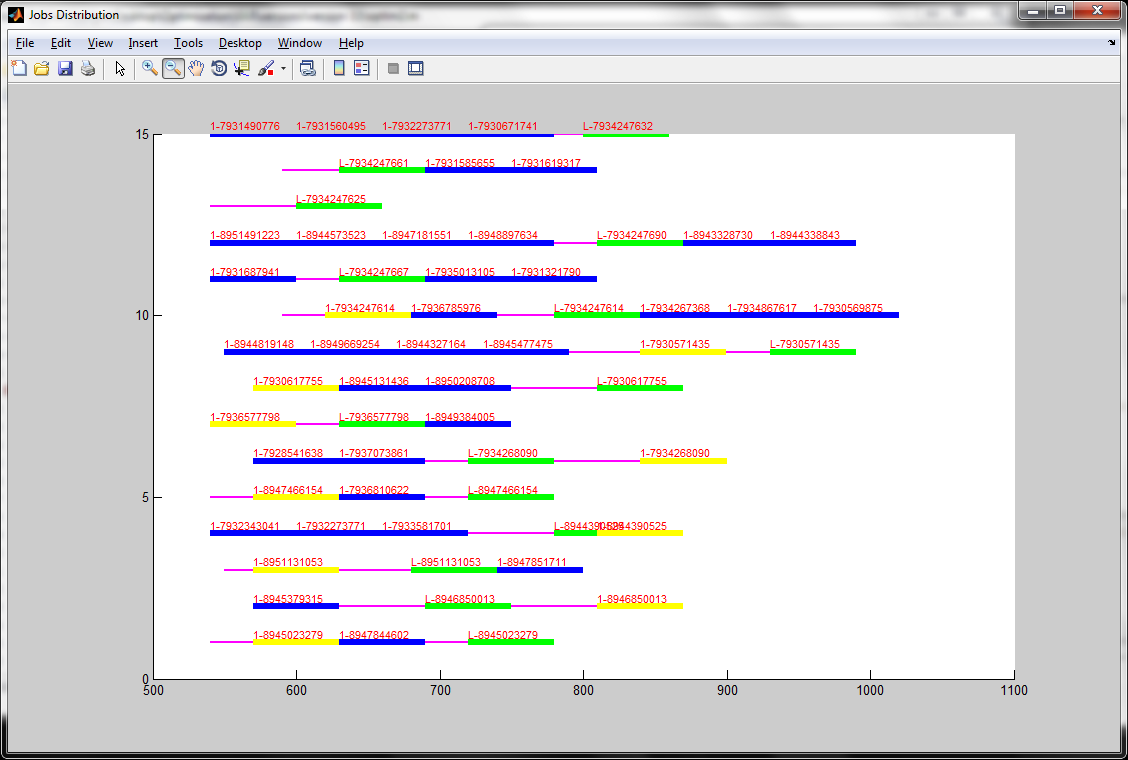 Jobs Distribution
File Edit View Insert Tools Desktop Window Help
15
1-7931490776 1-7931560495 1-7932273771 1-7930671741 L-7934247632
L-7934247661 1-7931585655 1-7931619317
L-7934247625
1-8951491223 1-8944573523 1-8947181551 1-8948897634 L-7934247690 1-8943328730 1-8944338843
1-7931687941 L-7934247667 1-7935013105 1-7931321790
10
1-7934247614 1-7936785976 L-7934247614 1-7934267368 1-7934867617 1-7930569875
1-8944819148 1-8949669254 1-8944327164 1-8945477475 1-7930571435 L-7930571435
1-7930617755 1-8945131436 1-8950208708 L-7930617755
1-7936577798 L-7936577798 1-8949384005
1-7928541638 1-7937073861 L-7934268090 1-7934268090
5
1-8947466154 1-7936810622 L-8947466154
1-7932343041 1-7932273771 1-7933581701 L-8944390525 1-8944390525
1-8951131053 L-8951131053 1-8947851711
1-8945379315 L-8946850013 1-8946850013
1-8945023279 1-8947844602 L-8945023279
0
500 600 700 800 900 1000 1100